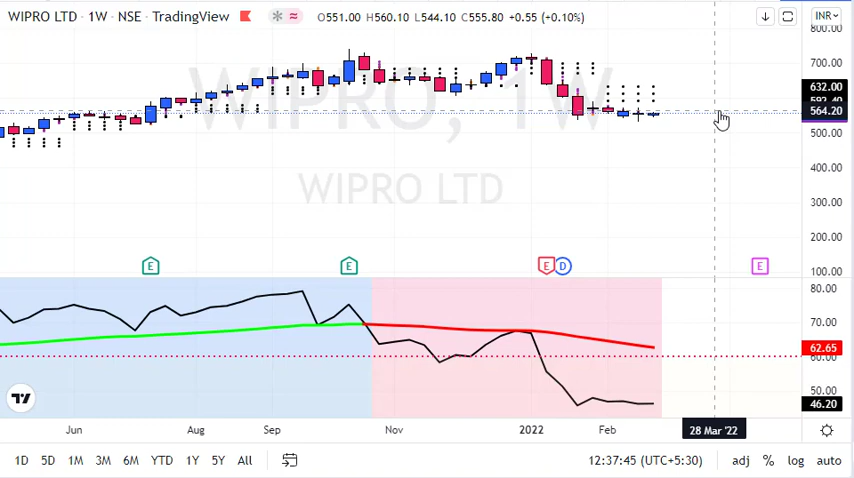 WIPRO LTD · 1W · NSE · TradingView O551.00 H560.10 L544.10 C555.80 +0.55 (+0.10%) INR
800.00
700.00
632.00
592.40
564.20
500.00
400.00
300.00
200.00
100.00
WIPRO, 1W
WIPRO LTD
E E E D E
80.00
70.00
62.65
60.00
50.00
46.20
Jun Aug Sep Nov 2022 Feb 28 Mar '22
1D 5D 1M 3M 6M YTD 1Y 5Y All 12:37:45 (UTC+5:30) adj % log auto